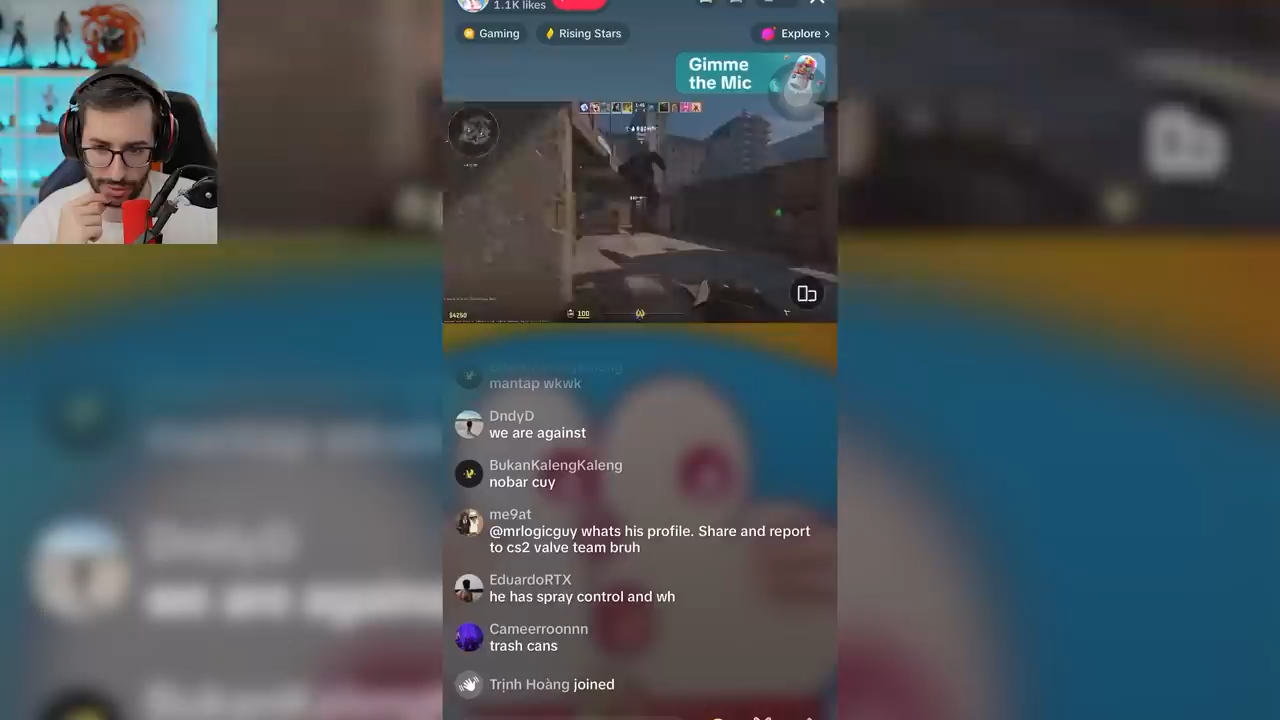 1.1K likes
Gaming
Rising Stars
Explore >
Gimme
the Mic
$4250
100
mantap wkwk
DndyD
we are against
BukanKalengKaleng
nobar cuy
me9at
@mrlogicguy whats his profile. Share and report
to cs2 valve team bruh
EduardoRTX
he has spray control and wh
Cameerroonnn
trash cans
Trịnh Hoàng joined